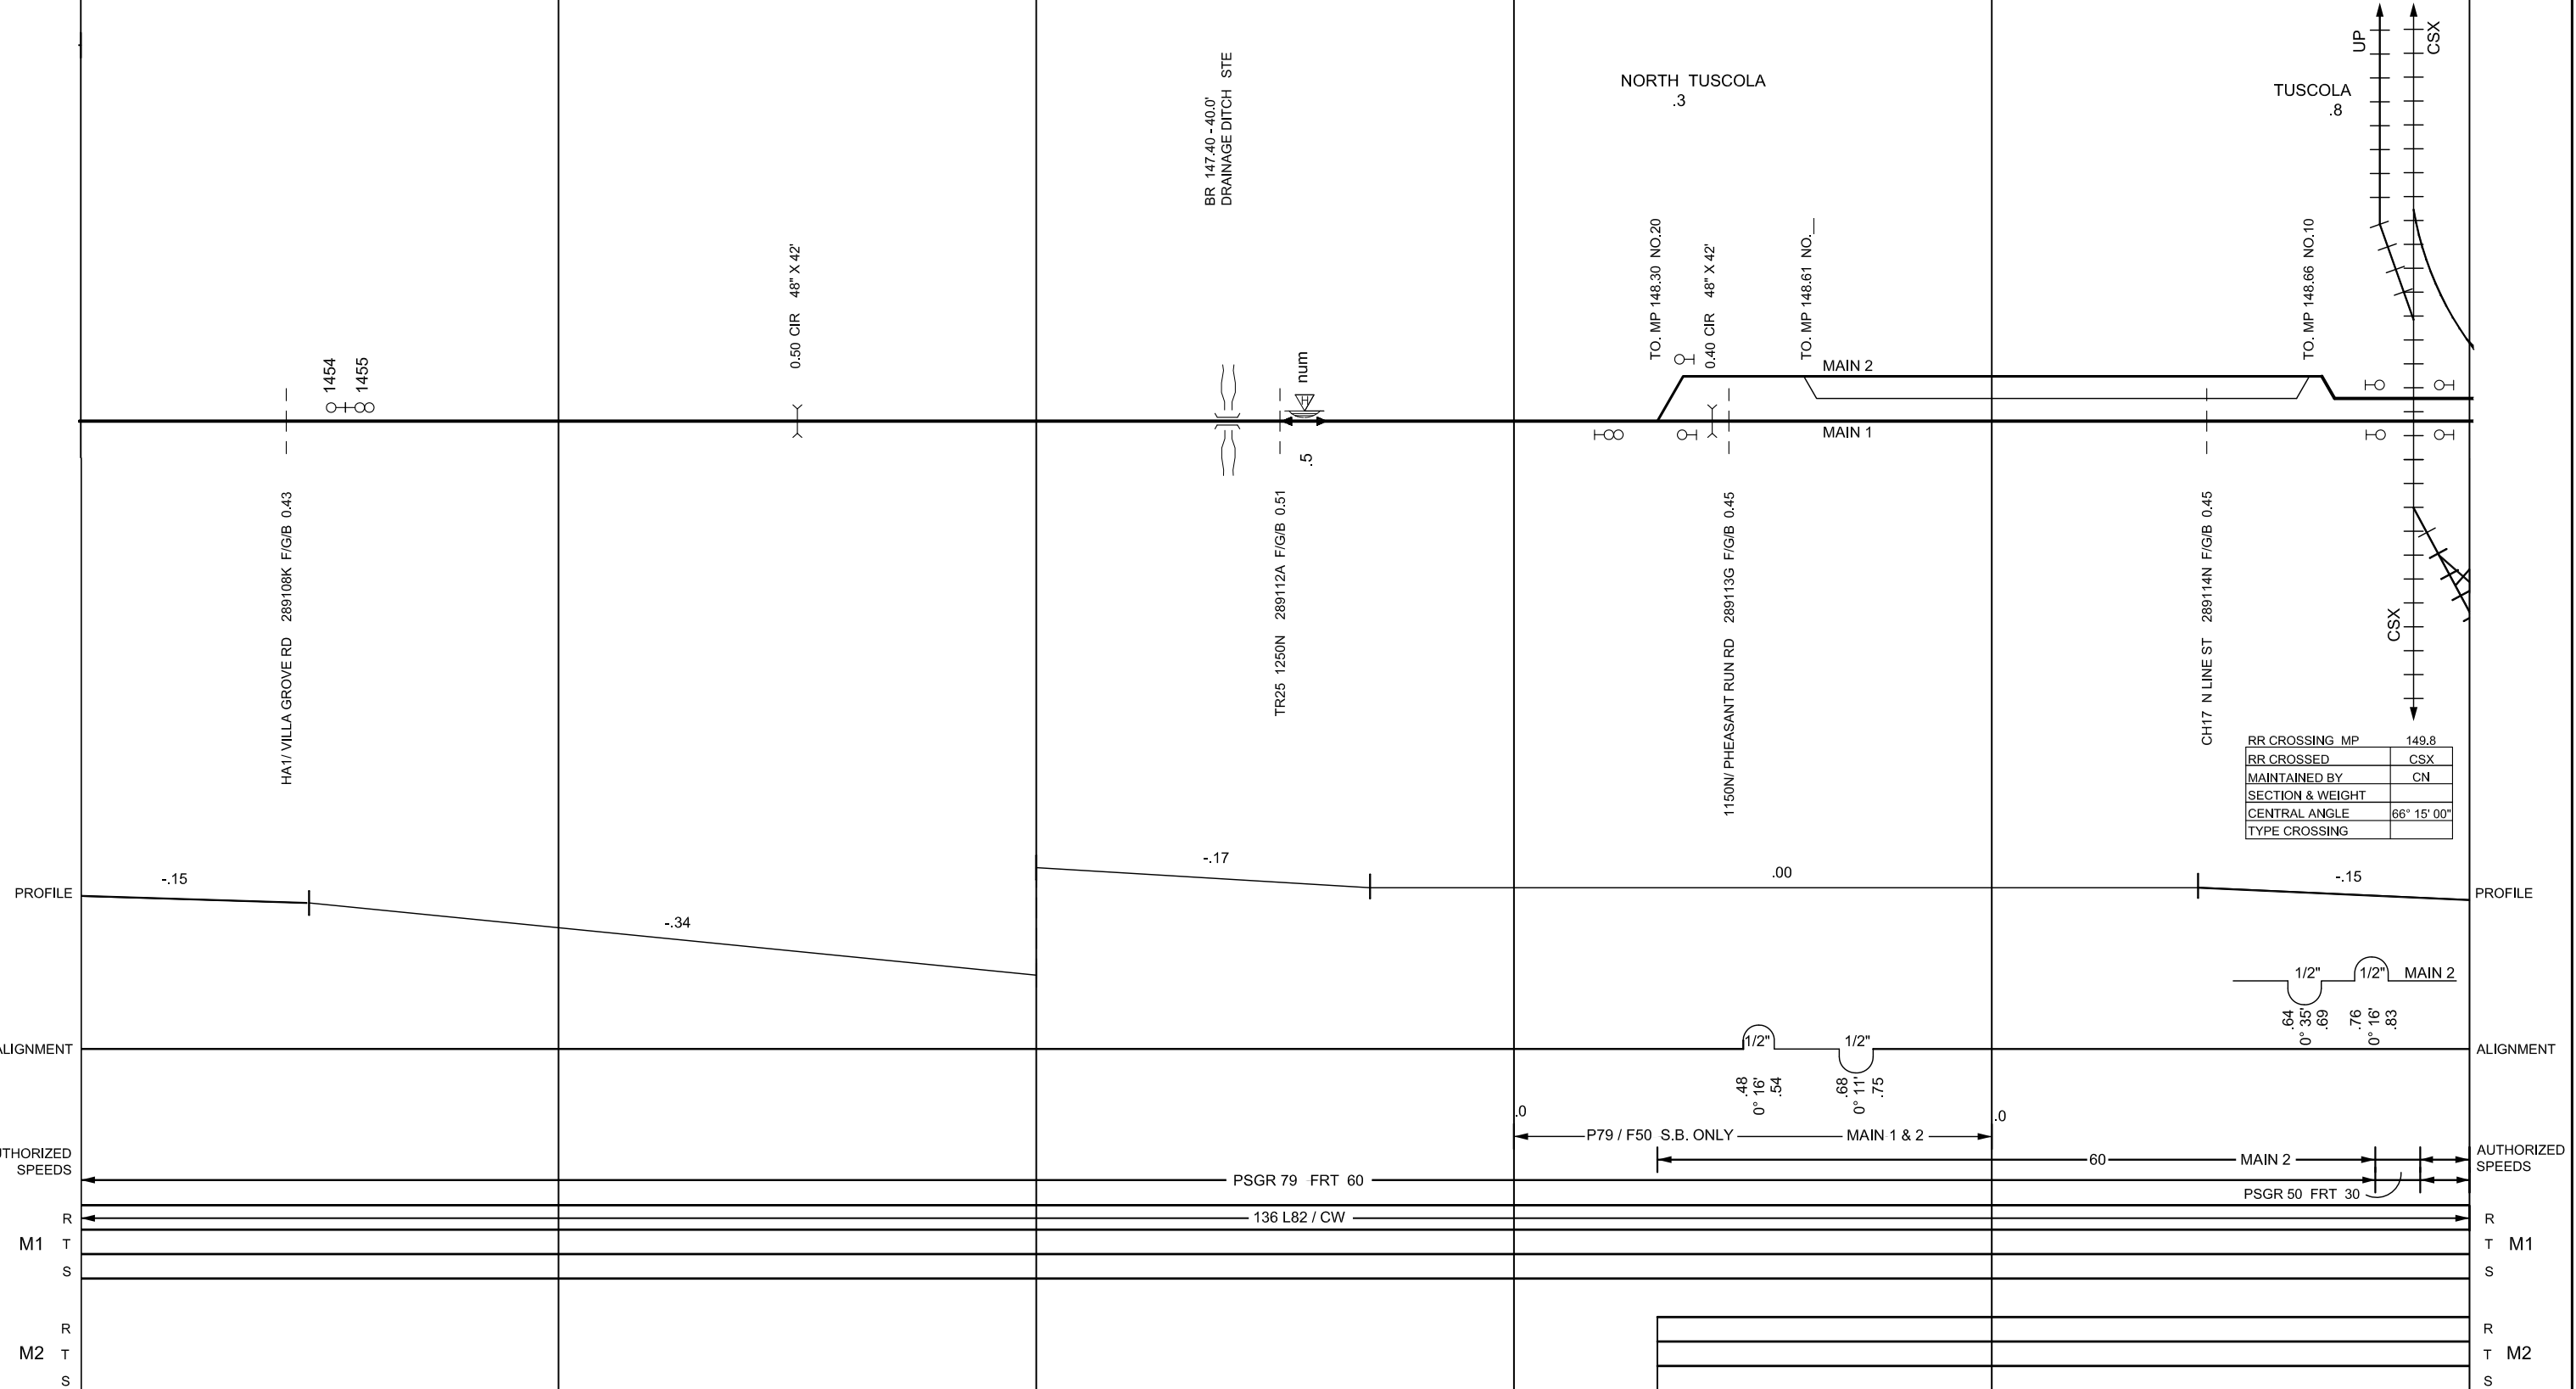 UP
CSX
NORTH TUSCOLA
.3
TUSCOLA
.8
BR 147.40 - 40.0'
DRAINAGE DITCH STE
1454
1455
0.50 CIR 48" X 42'
num
.5
TO. MP 148.30 NO.20
0.40 CIR 48" X 42'
TO. MP 148.61 NO.__
TO. MP 148.66 NO.10
MAIN 2
MAIN 1
HA1/ VILLA GROVE RD 289108K F/G/B 0.43
TR25 1250N 289112A F/G/B 0.51
1150N/ PHEASANT RUN RD 289113G F/G/B 0.45
CH17 N LINE ST 289114N F/G/B 0.45
CSX
RR CROSSING MP 149.8
RR CROSSED CSX
MAINTAINED BY CN
SECTION & WEIGHT
CENTRAL ANGLE 66° 15' 00"
TYPE CROSSING
PROFILE
-.15
-.34
-.17
.00
-.15
PROFILE
1/2"
1/2"
MAIN 2
.64
0° 35'
.69
.76
0° 16'
.83
ALIGNMENT
1/2"
1/2"
ALIGNMENT
.48
0° 16'
.54
.68
0° 11'
.75
.0
.0
P79 / F50 S.B. ONLY MAIN 1 & 2
UTHORIZED
SPEEDS
60 MAIN 2
AUTHORIZED
SPEEDS
PSGR 79 FRT 60
PSGR 50 FRT 30
R
136 L82 / CW
R
M1 T
T M1
S
S
R
R
M2 T
T M2
S
S